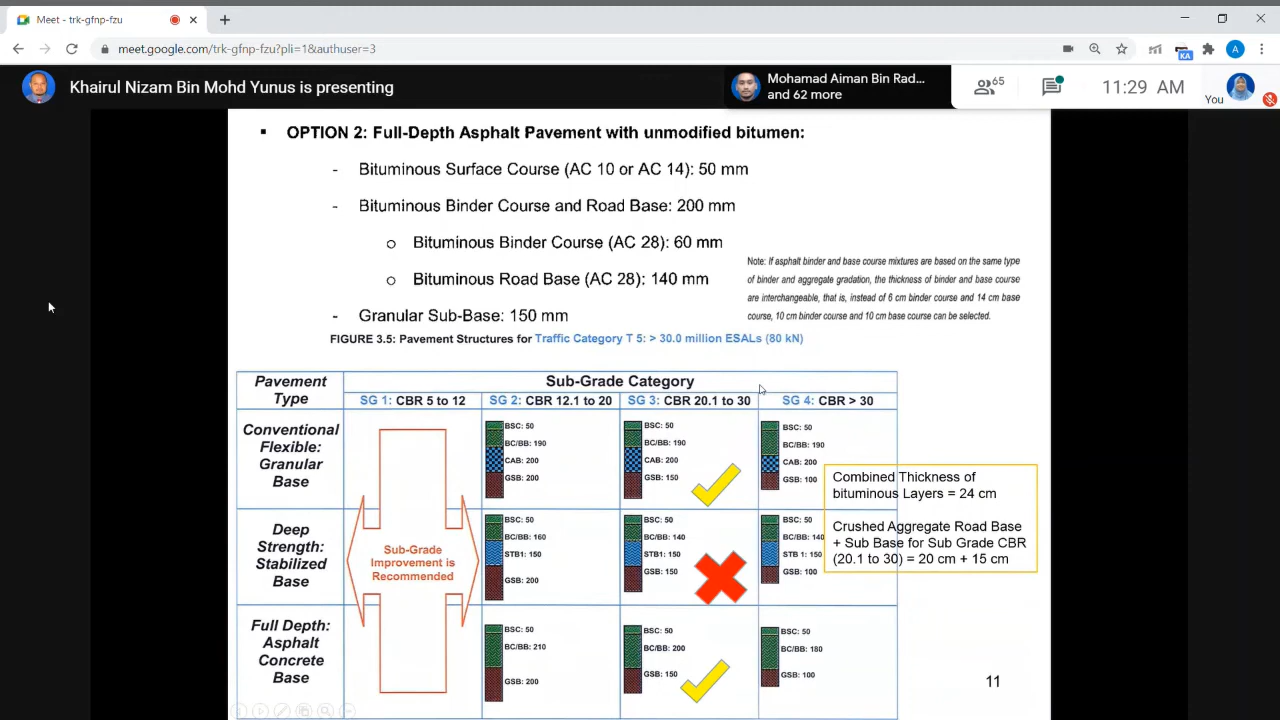 Meet - trk-gfnp-fzu
meet.google.com/trk-gfnp-fzu?pli=1&authuser=3
KA
A
Khairul Nizam Bin Mohd Yunus is presenting
Mohamad Aiman Bin Rad...
and 62 more
65
11:29 AM
You
▪ OPTION 2: Full-Depth Asphalt Pavement with unmodified bitumen:
- Bituminous Surface Course (AC 10 or AC 14): 50 mm
- Bituminous Binder Course and Road Base: 200 mm
o Bituminous Binder Course (AC 28): 60 mm
o Bituminous Road Base (AC 28): 140 mm
- Granular Sub-Base: 150 mm
Note: If asphalt binder and base course mixtures are based on the same type
of binder and aggregate gradation, the thickness of binder and base course
are interchangeable, that is, instead of 6 cm binder course and 14 cm base
course, 10 cm binder course and 10 cm base course can be selected.
FIGURE 3.5: Pavement Structures for Traffic Category T 5: > 30.0 million ESALs (80 kN)
Pavement
Type
Sub-Grade Category
SG 1: CBR 5 to 12
SG 2: CBR 12.1 to 20
SG 3: CBR 20.1 to 30
SG 4: CBR > 30
Conventional
Flexible:
Granular
Base
BSC: 50
BC/BB: 190
CAB: 200
GSB: 200
BSC: 50
BC/BB: 190
CAB: 200
GSB: 150
BSC: 50
BC/BB: 190
CAB: 200
GSB: 100
Deep
Strength:
Stabilized
Base
Sub-Grade
Improvement is
Recommended
BSC: 50
BC/BB: 160
STB1: 150
GSB: 200
BSC: 50
BC/BB: 140
STB1: 150
GSB: 150
BSC: 50
BC/BB: 140
STB 1: 150
GSB: 100
Full Depth:
Asphalt
Concrete
Base
BSC: 50
BC/BB: 210
GSB: 200
BSC: 50
BC/BB: 200
GSB: 150
BSC: 50
BC/BB: 180
GSB: 100
Combined Thickness of
bituminous Layers = 24 cm
Crushed Aggregate Road Base
+ Sub Base for Sub Grade CBR
(20.1 to 30) = 20 cm + 15 cm
11